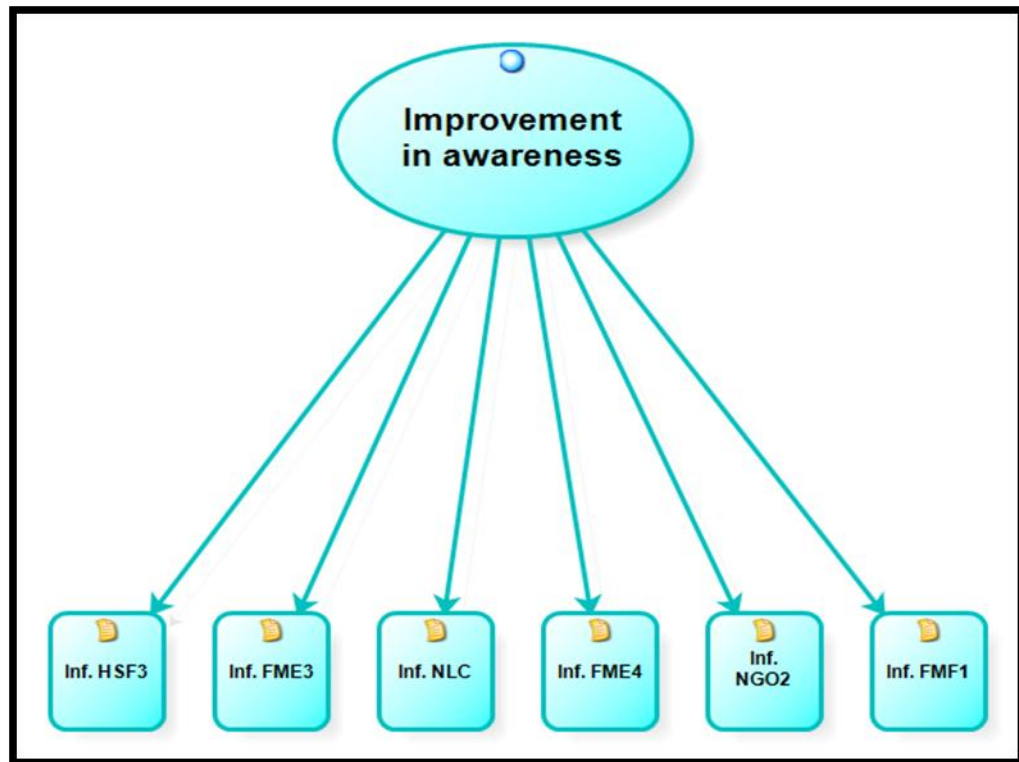 Improvement
in awareness
Inf. HSF3
Inf. FME3
Inf. NLC
Inf. FME4
Inf.
NGO2
Inf. FMF1